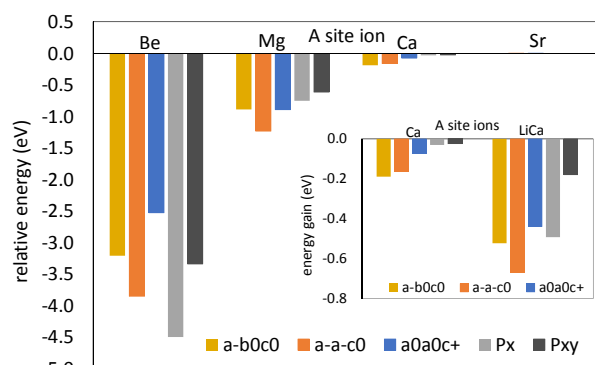 0.5
A site ion
Be Mg Ca Sr
0.0
-0.5
-1.0
-1.5
-2.0
-2.5
-3.0
-3.5
-4.0
-4.5
-5.0
relative energy (eV)
A site ions
Ca LiCa
0.0
-0.2
-0.4
-0.6
-0.8
energy gain (eV)
a-b0c0 a-a-c0 a0a0c+
a-b0c0 a-a-c0 a0a0c+ Px Pxy